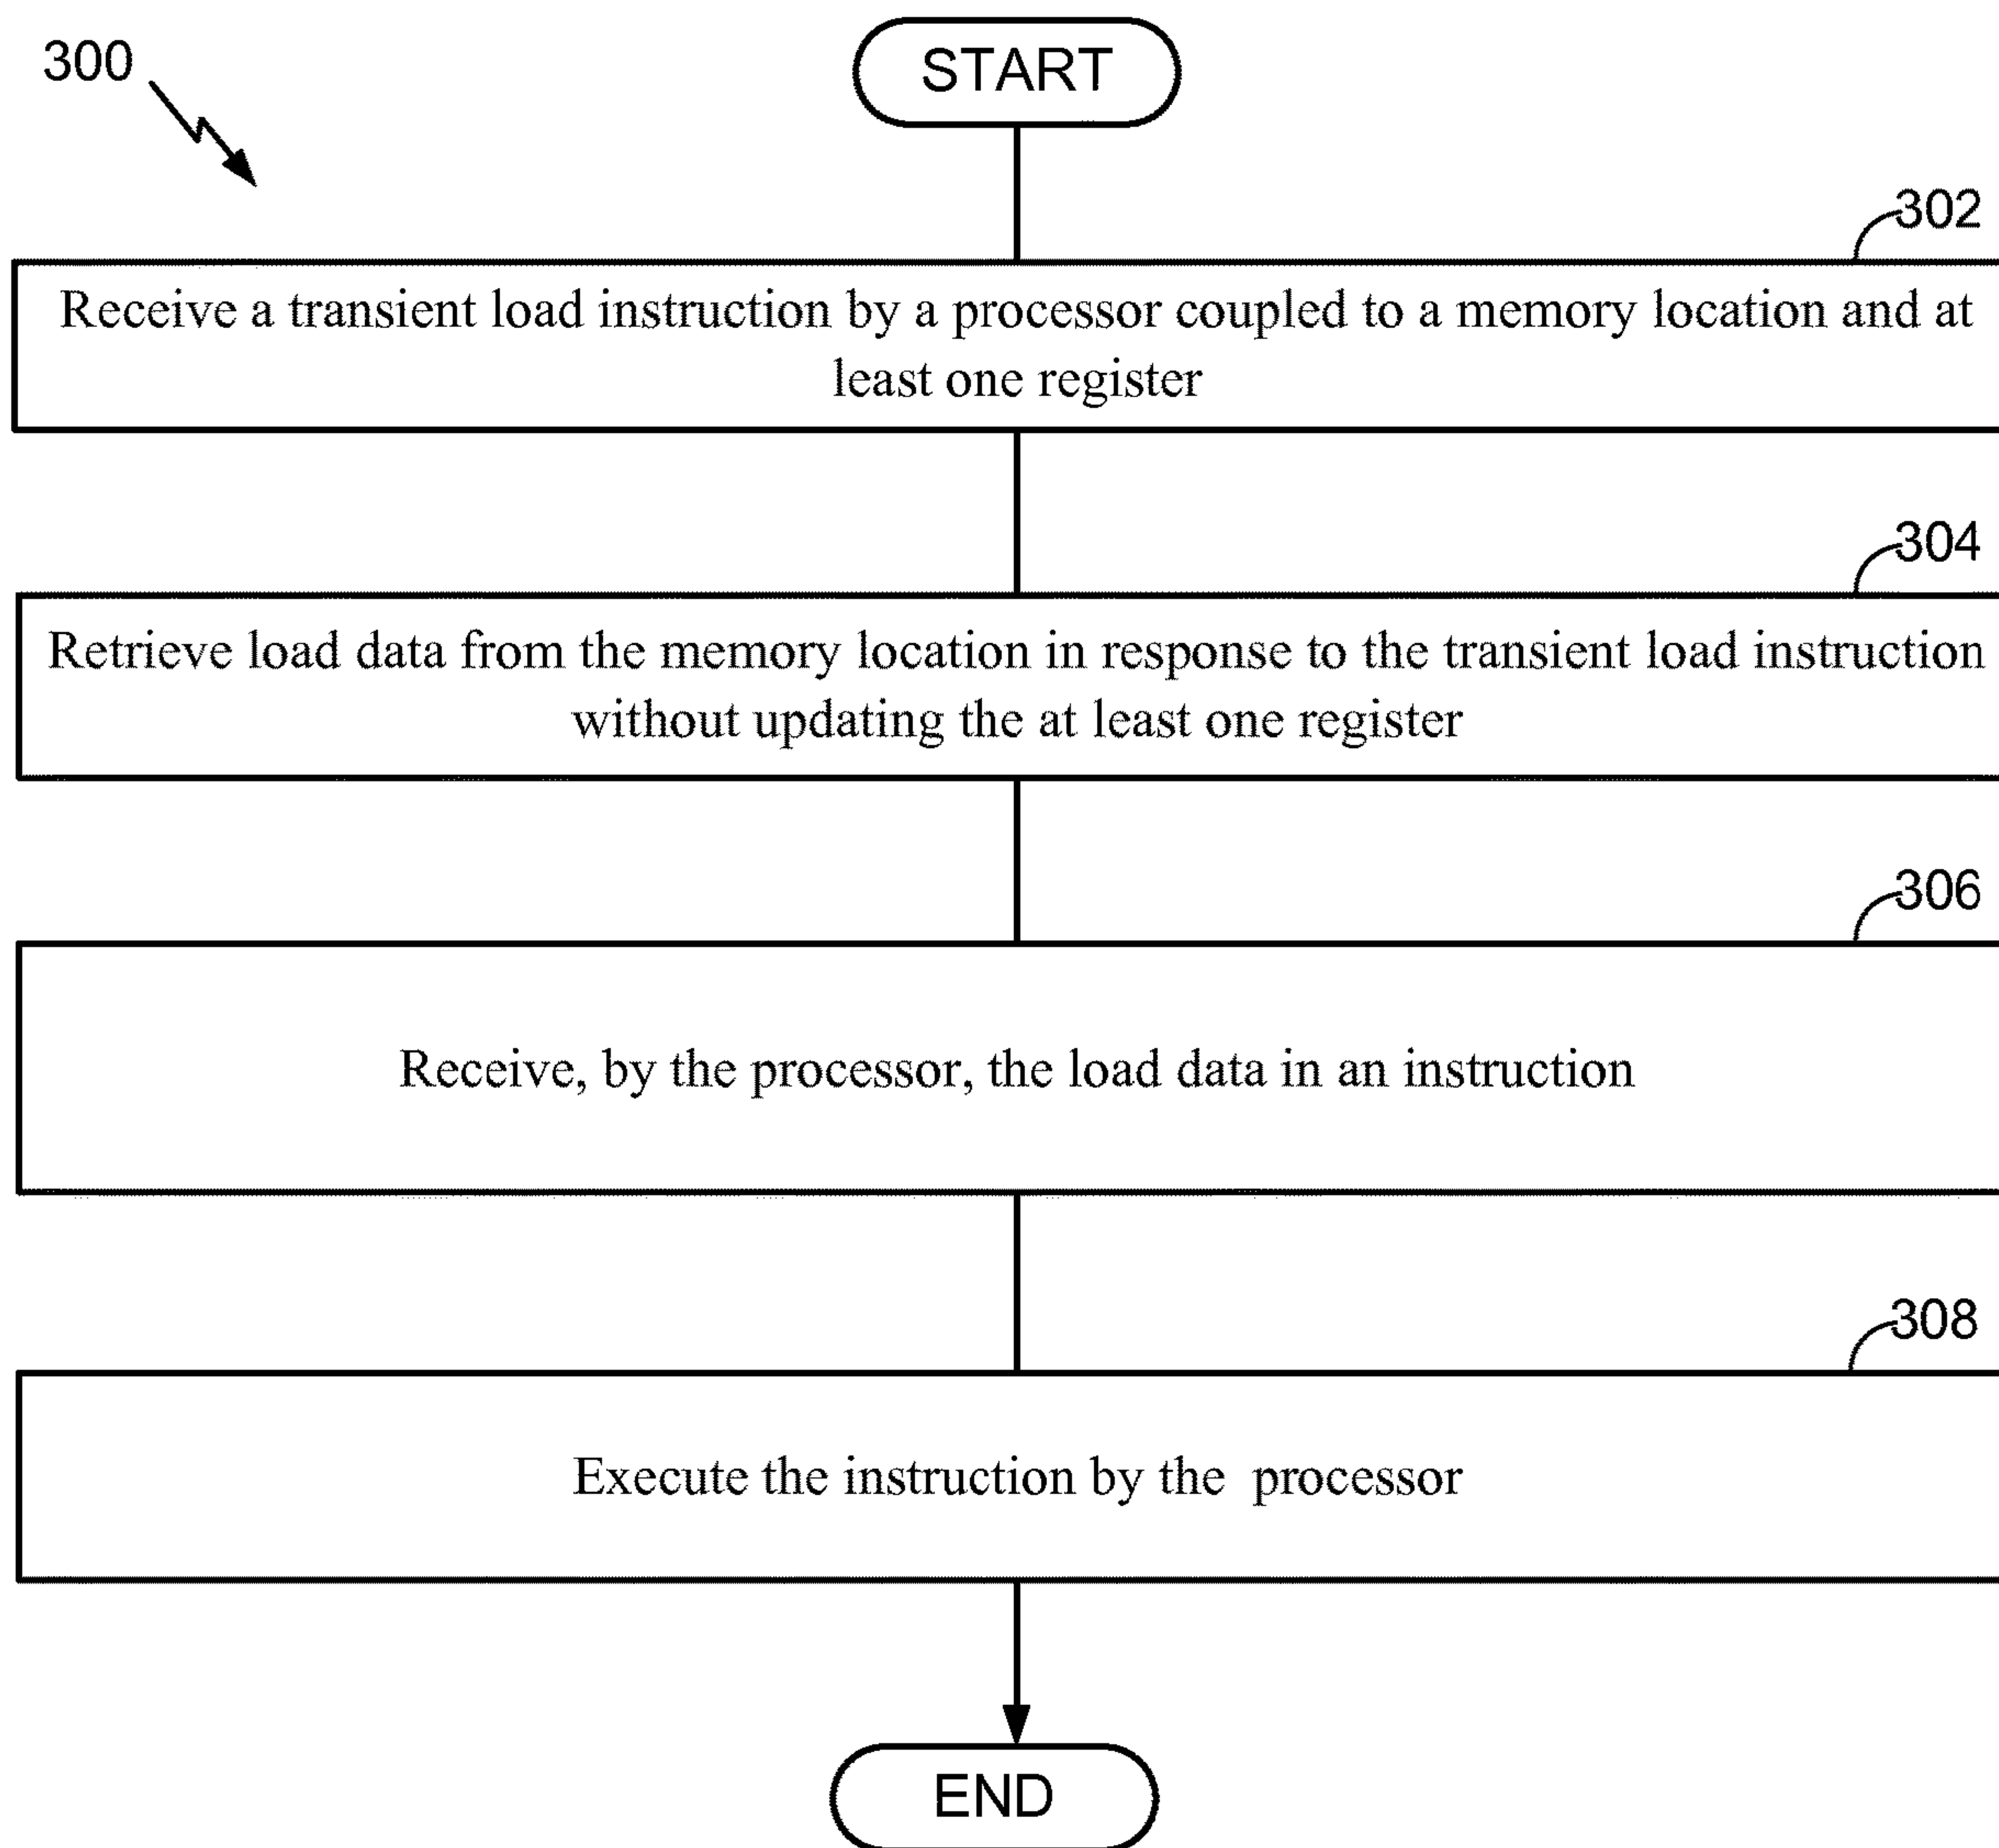 300
START
302
Receive a transient load instruction by a processor coupled to a memory location and at
least one register
304
Retrieve load data from the memory location in response to the transient load instruction
without updating the at least one register
306
Receive, by the processor, the load data in an instruction
308
Execute the instruction by the processor
END